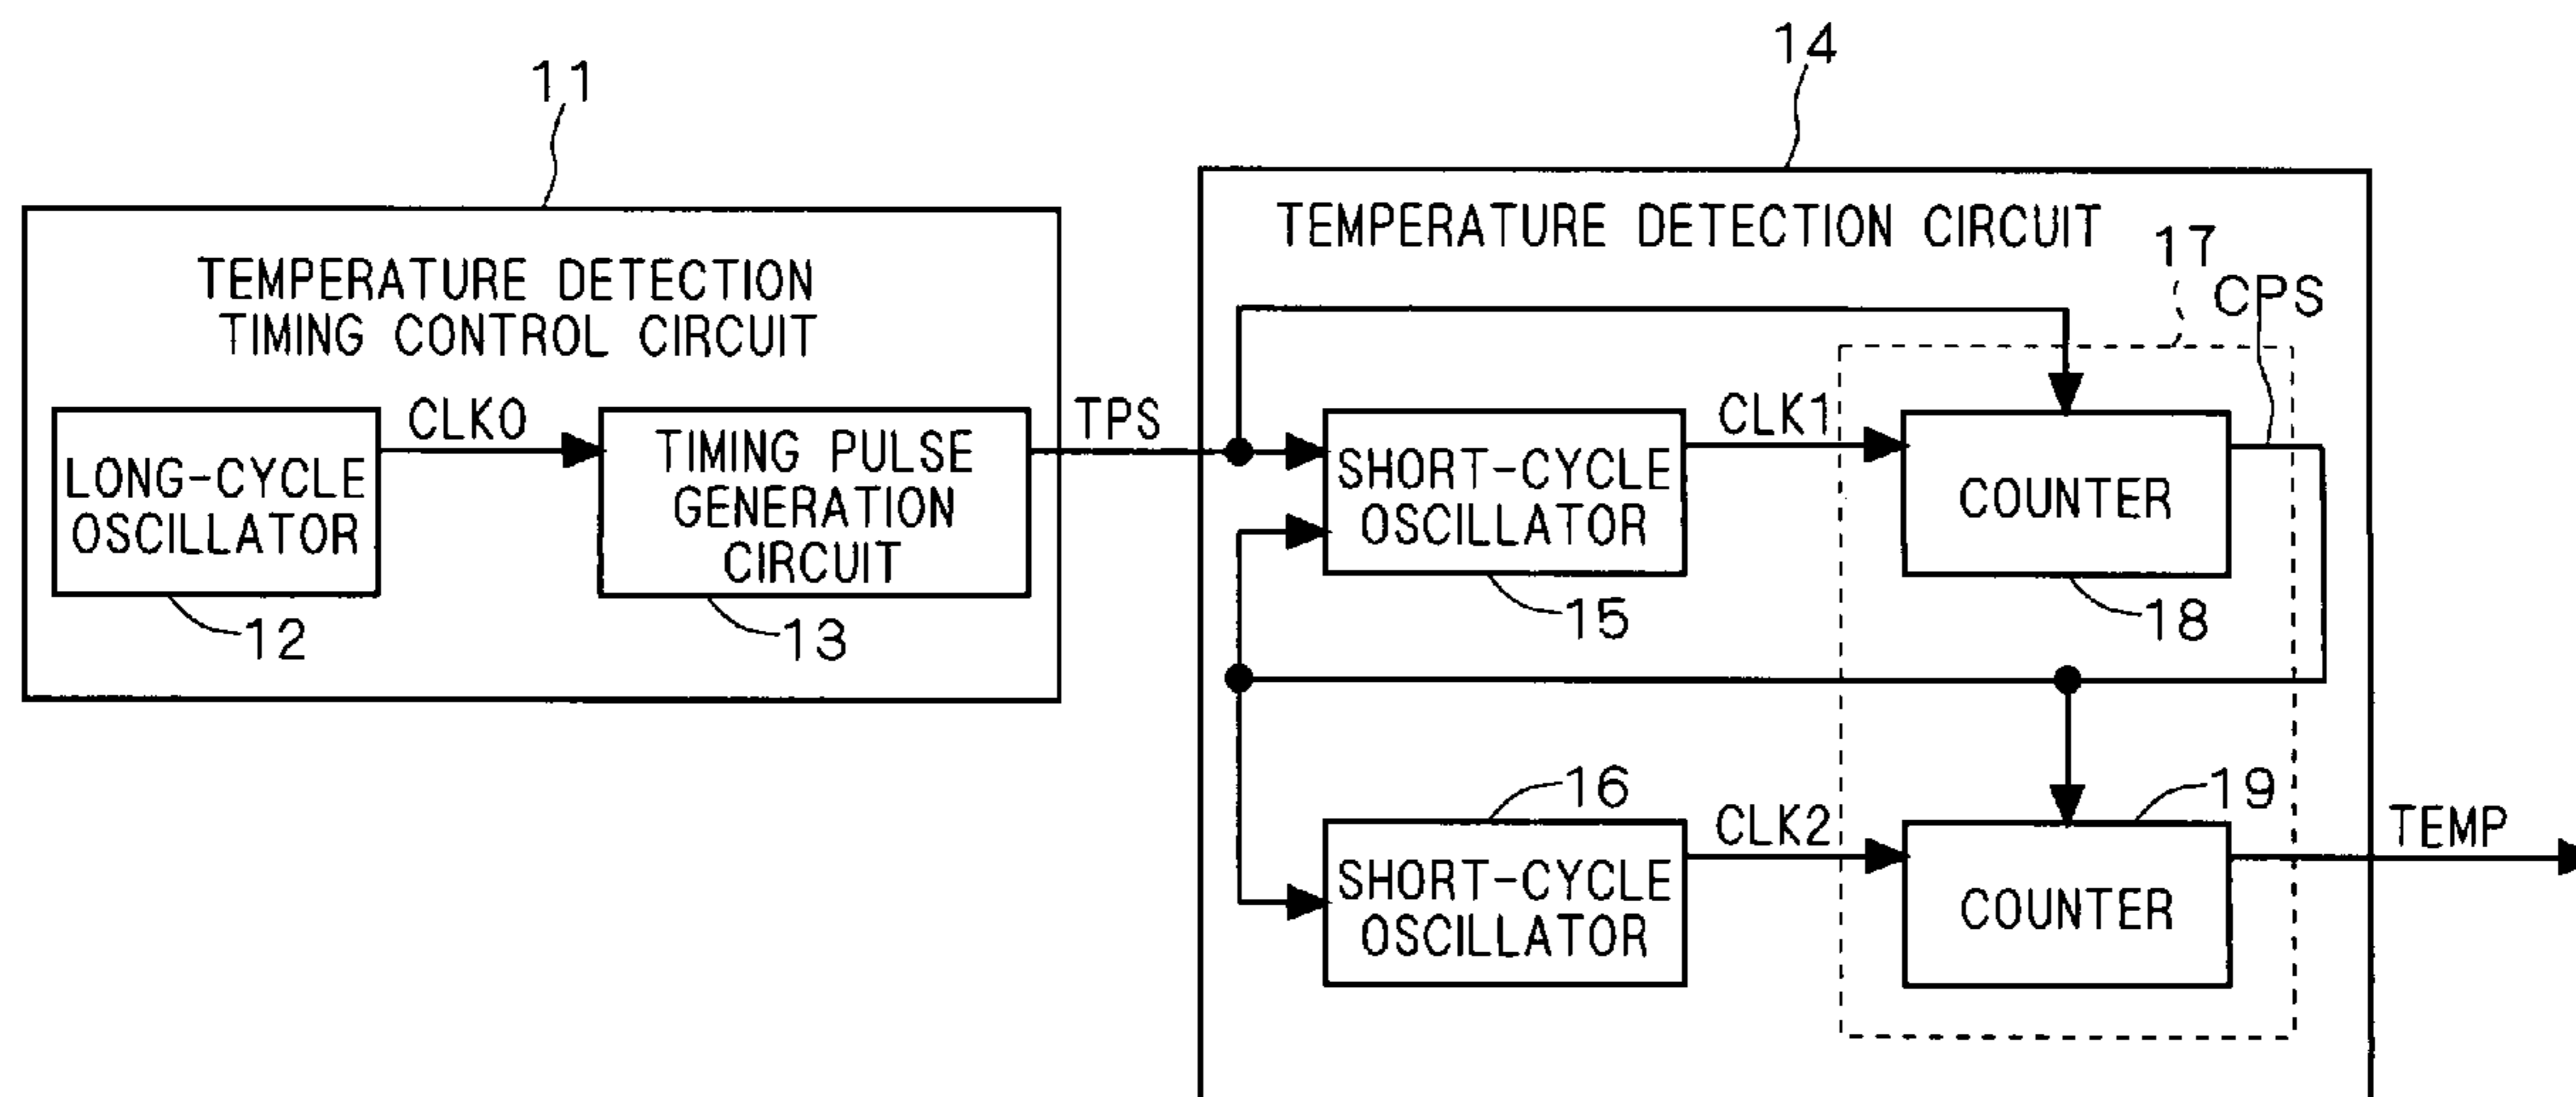 14
11
TEMPERATURE DETECTION CIRCUIT
17
CPS
TEMPERATURE DETECTION
TIMING CONTROL CIRCUIT
CLK0
TPS
CLK1
LONG-CYCLE
OSCILLATOR
TIMING PULSE
GENERATION
CIRCUIT
SHORT-CYCLE
OSCILLATOR
COUNTER
12
13
15
18
16
19
CLK2
TEMP
SHORT-CYCLE
OSCILLATOR
COUNTER